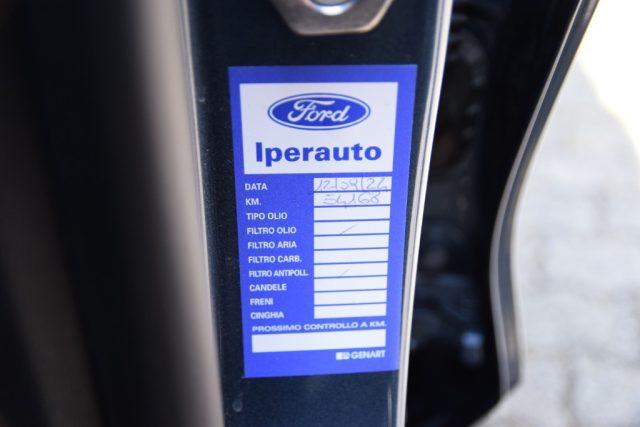 Ford
Iperauto
DATA
KM. 54168
TIPO OLIO
FILTRO OLIO /
FILTRO ARIA
FILTRO CARB.
FILTRO ANTIPOLL. /
CANDELE
FRENI
CINGHIA
PROSSIMO CONTROLLO A KM.
GENART